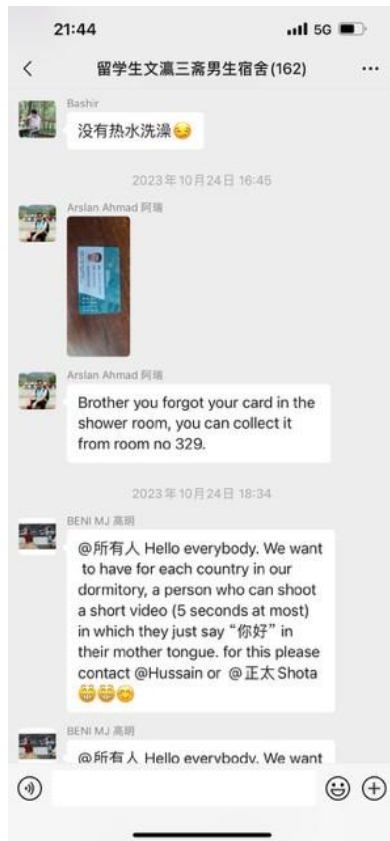 21:44
5G
留学生文瀛三斋男生宿舍(162)
Bashir
没有热水洗澡😏
2023年10月24日 16:45
Arslan Ahmad 阿瑞
Arslan Ahmad 阿瑞
Brother you forgot your card in the
shower room, you can collect it
from room no 329.
2023年10月24日 18:34
BENI MJ 高明
@所有人 Hello everybody. We want
to have for each country in our
dormitory, a person who can shoot
a short video (5 seconds at most)
in which they just say “你好” in
their mother tongue. for this please
contact @Hussain or @正太Shota
😁😁😊
BENI MJ 高明
@所有人 Hello everybody. We want